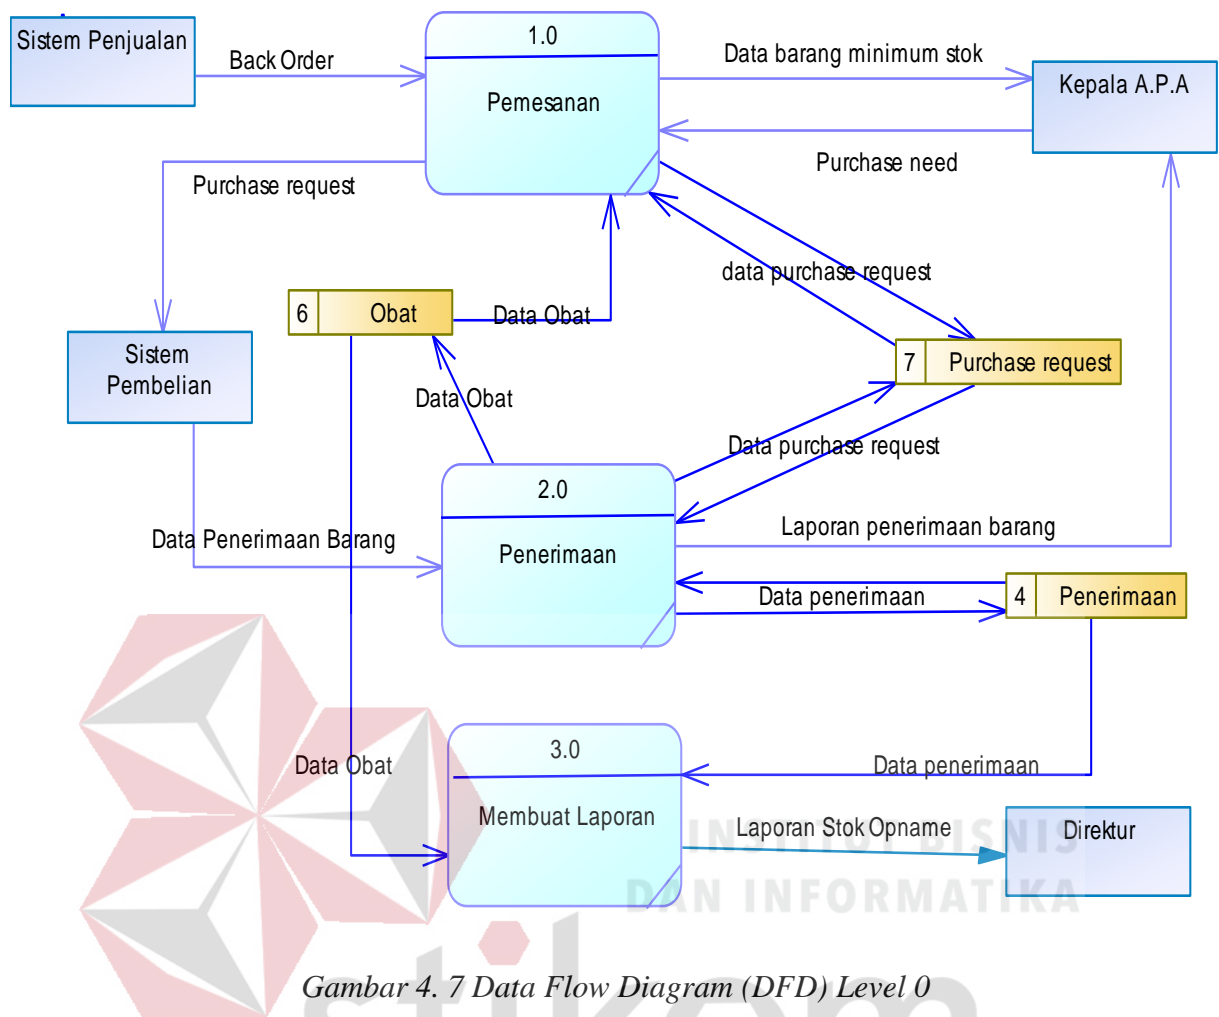 Sistem Penjualan
Back Order
1.0
Pemesanan
Data barang minimum stok
Kepala A.P.A
Purchase need
Purchase request
data purchase request
6 Obat
Data Obat
7 Purchase request
Sistem
Pembelian
Data Obat
Data purchase request
2.0
Penerimaan
Data Penerimaan Barang
Laporan penerimaan barang
Data penerimaan
4 Penerimaan
3.0
Membuat Laporan
Data Obat
Data penerimaan
Laporan Stok Opname
Direktur
INSTITUT BISNIS
DAN INFORMATIKA
stikom
Gambar 4. 7 Data Flow Diagram (DFD) Level 0